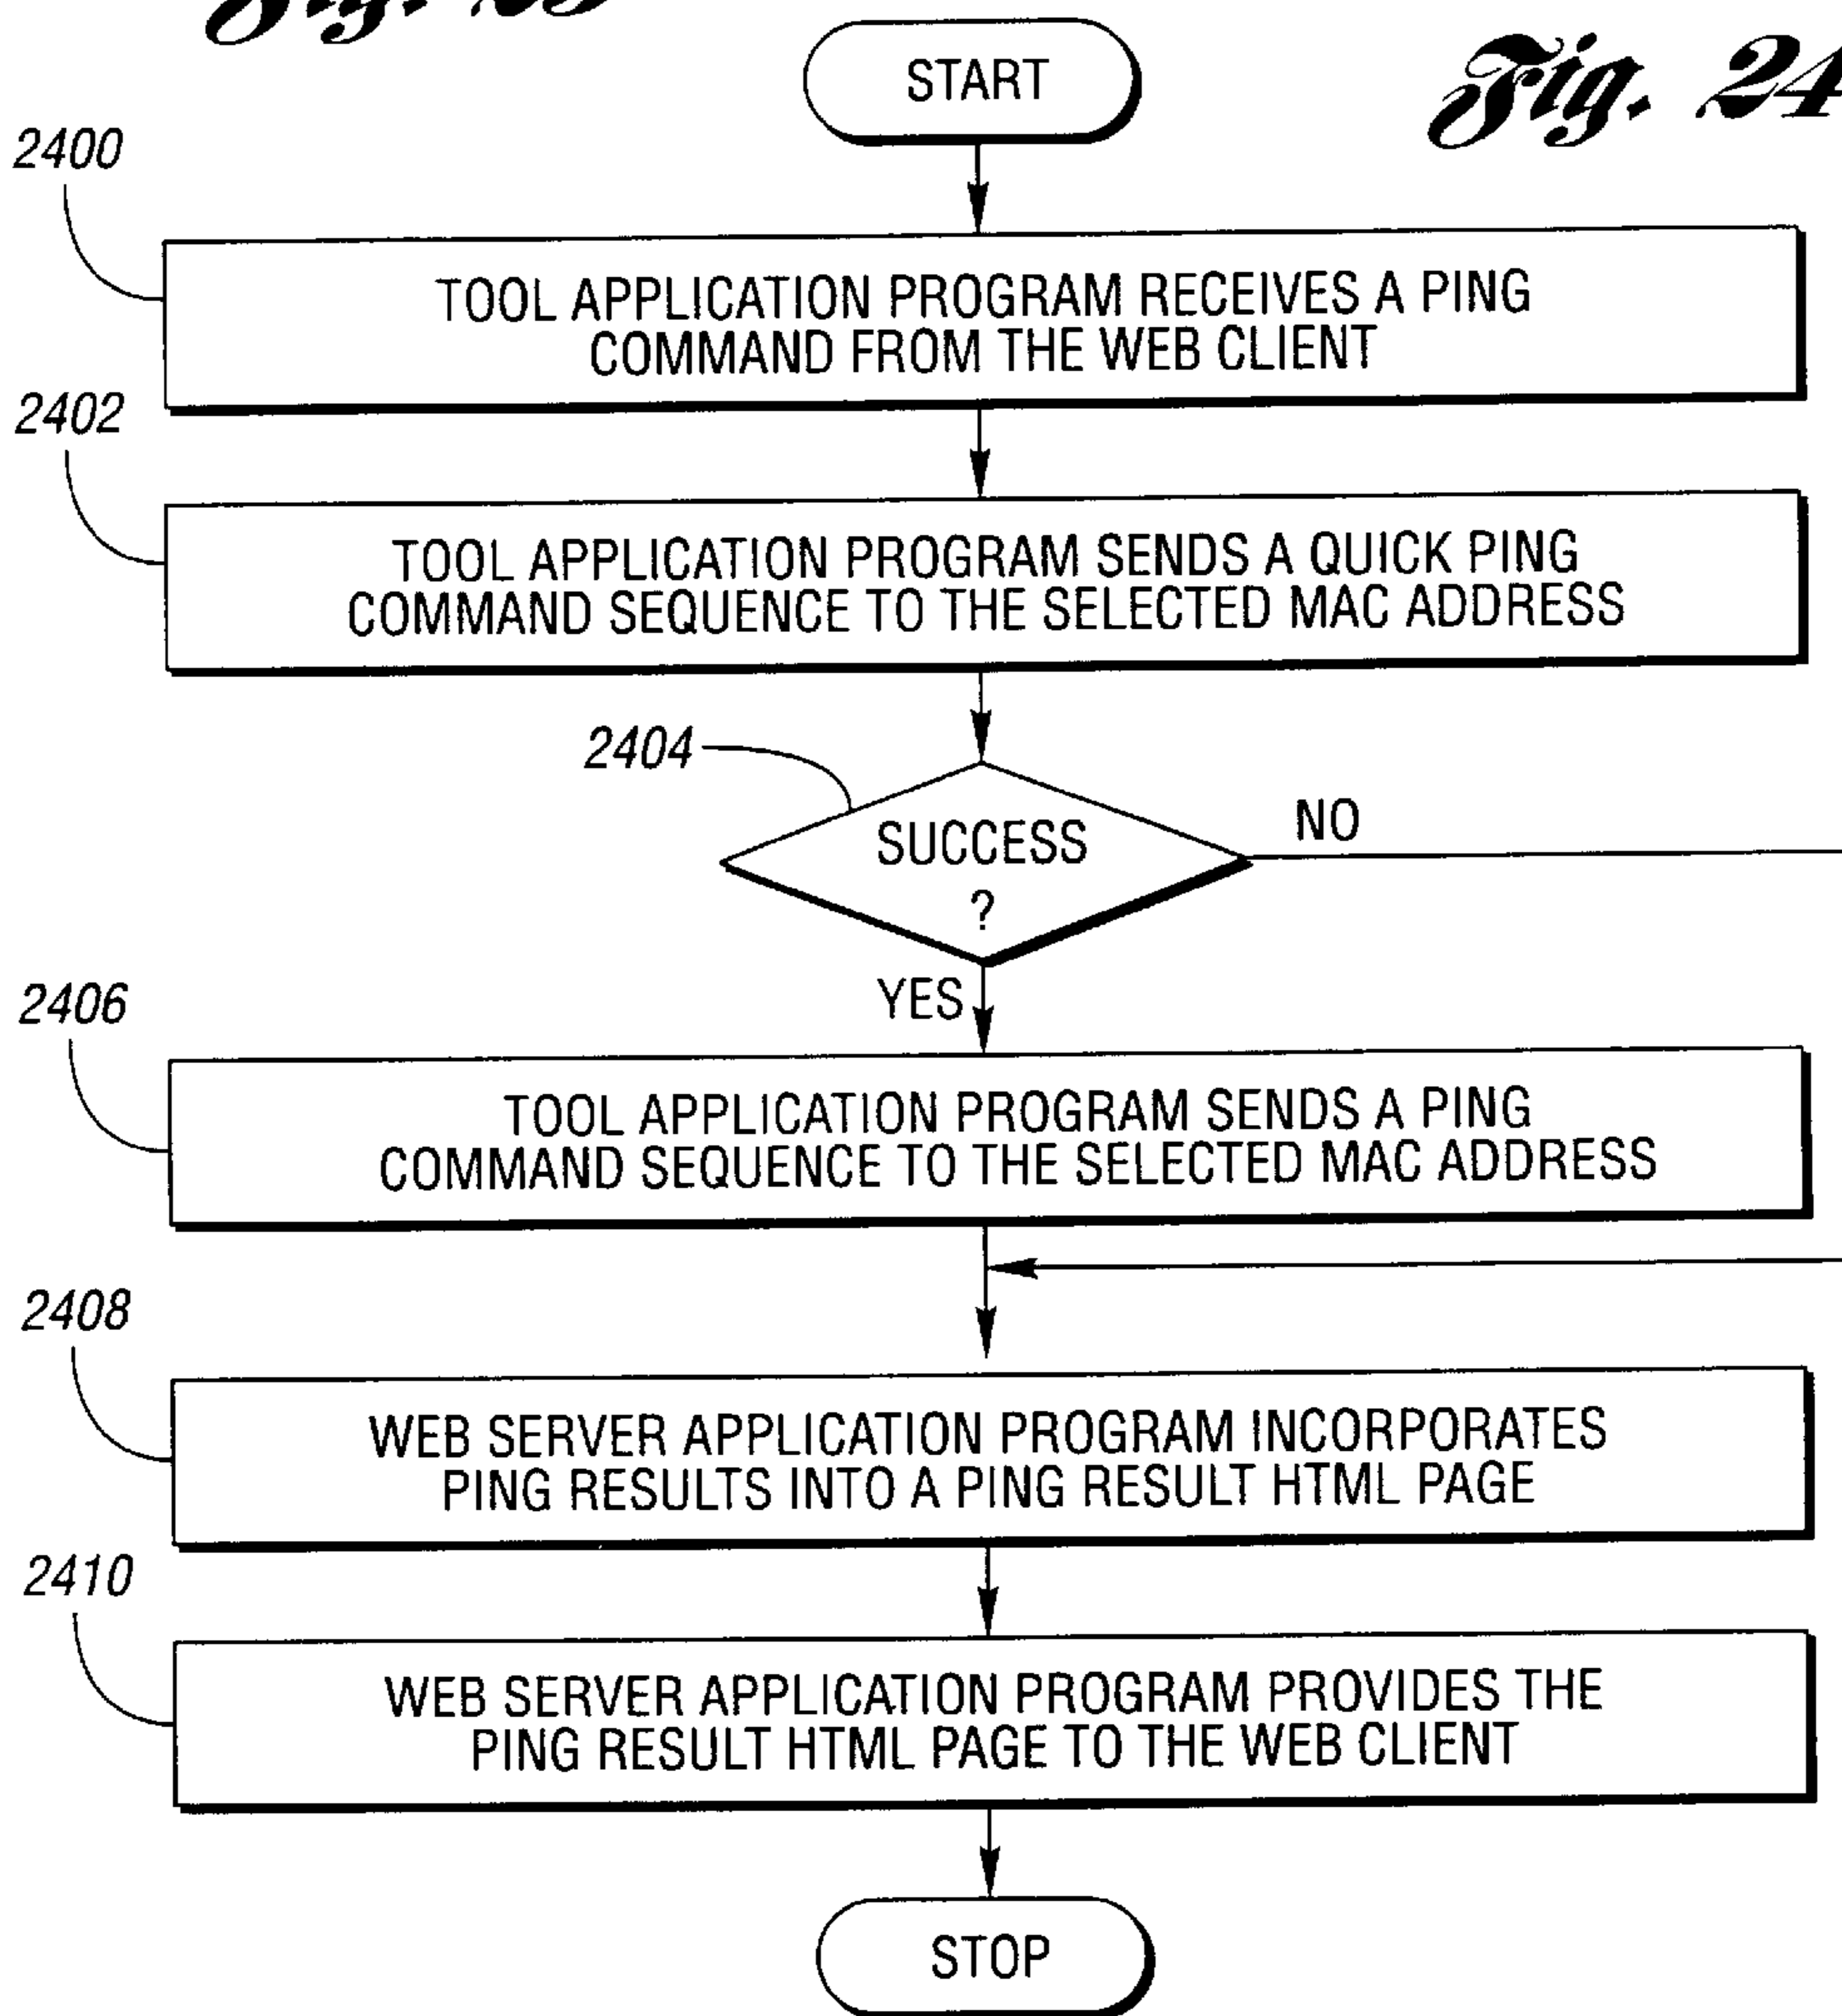 START
Fig. 24
2400
TOOL APPLICATION PROGRAM RECEIVES A PING
COMMAND FROM THE WEB CLIENT
2402
TOOL APPLICATION PROGRAM SENDS A QUICK PING
COMMAND SEQUENCE TO THE SELECTED MAC ADDRESS
2404
SUCCESS
?
NO
YES
2406
TOOL APPLICATION PROGRAM SENDS A PING
COMMAND SEQUENCE TO THE SELECTED MAC ADDRESS
2408
WEB SERVER APPLICATION PROGRAM INCORPORATES
PING RESULTS INTO A PING RESULT HTML PAGE
2410
WEB SERVER APPLICATION PROGRAM PROVIDES THE
PING RESULT HTML PAGE TO THE WEB CLIENT
STOP